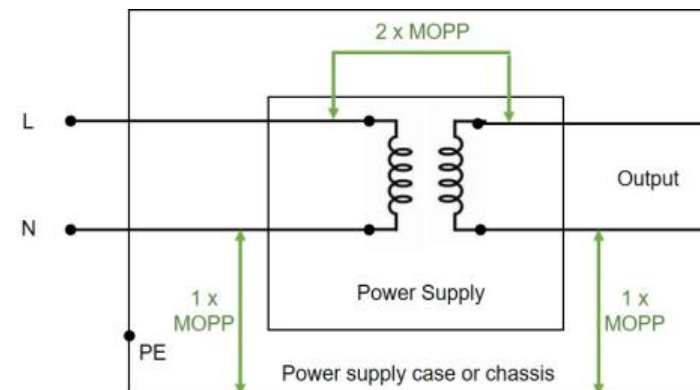 2 x MOPP
L
Output
N
Power Supply
1 x
MOPP
1 x
MOPP
PE
Power supply case or chassis